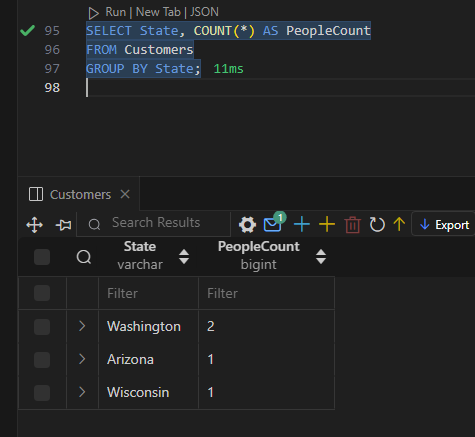 Run | New Tab | JSON
95 SELECT State, COUNT(*) AS PeopleCount
96 FROM Customers
97 GROUP BY State; 11ms
98
Customers
Search Results 1 Export
State PeopleCount
varchar bigint
Filter Filter
Washington 2
Arizona 1
Wisconsin 1